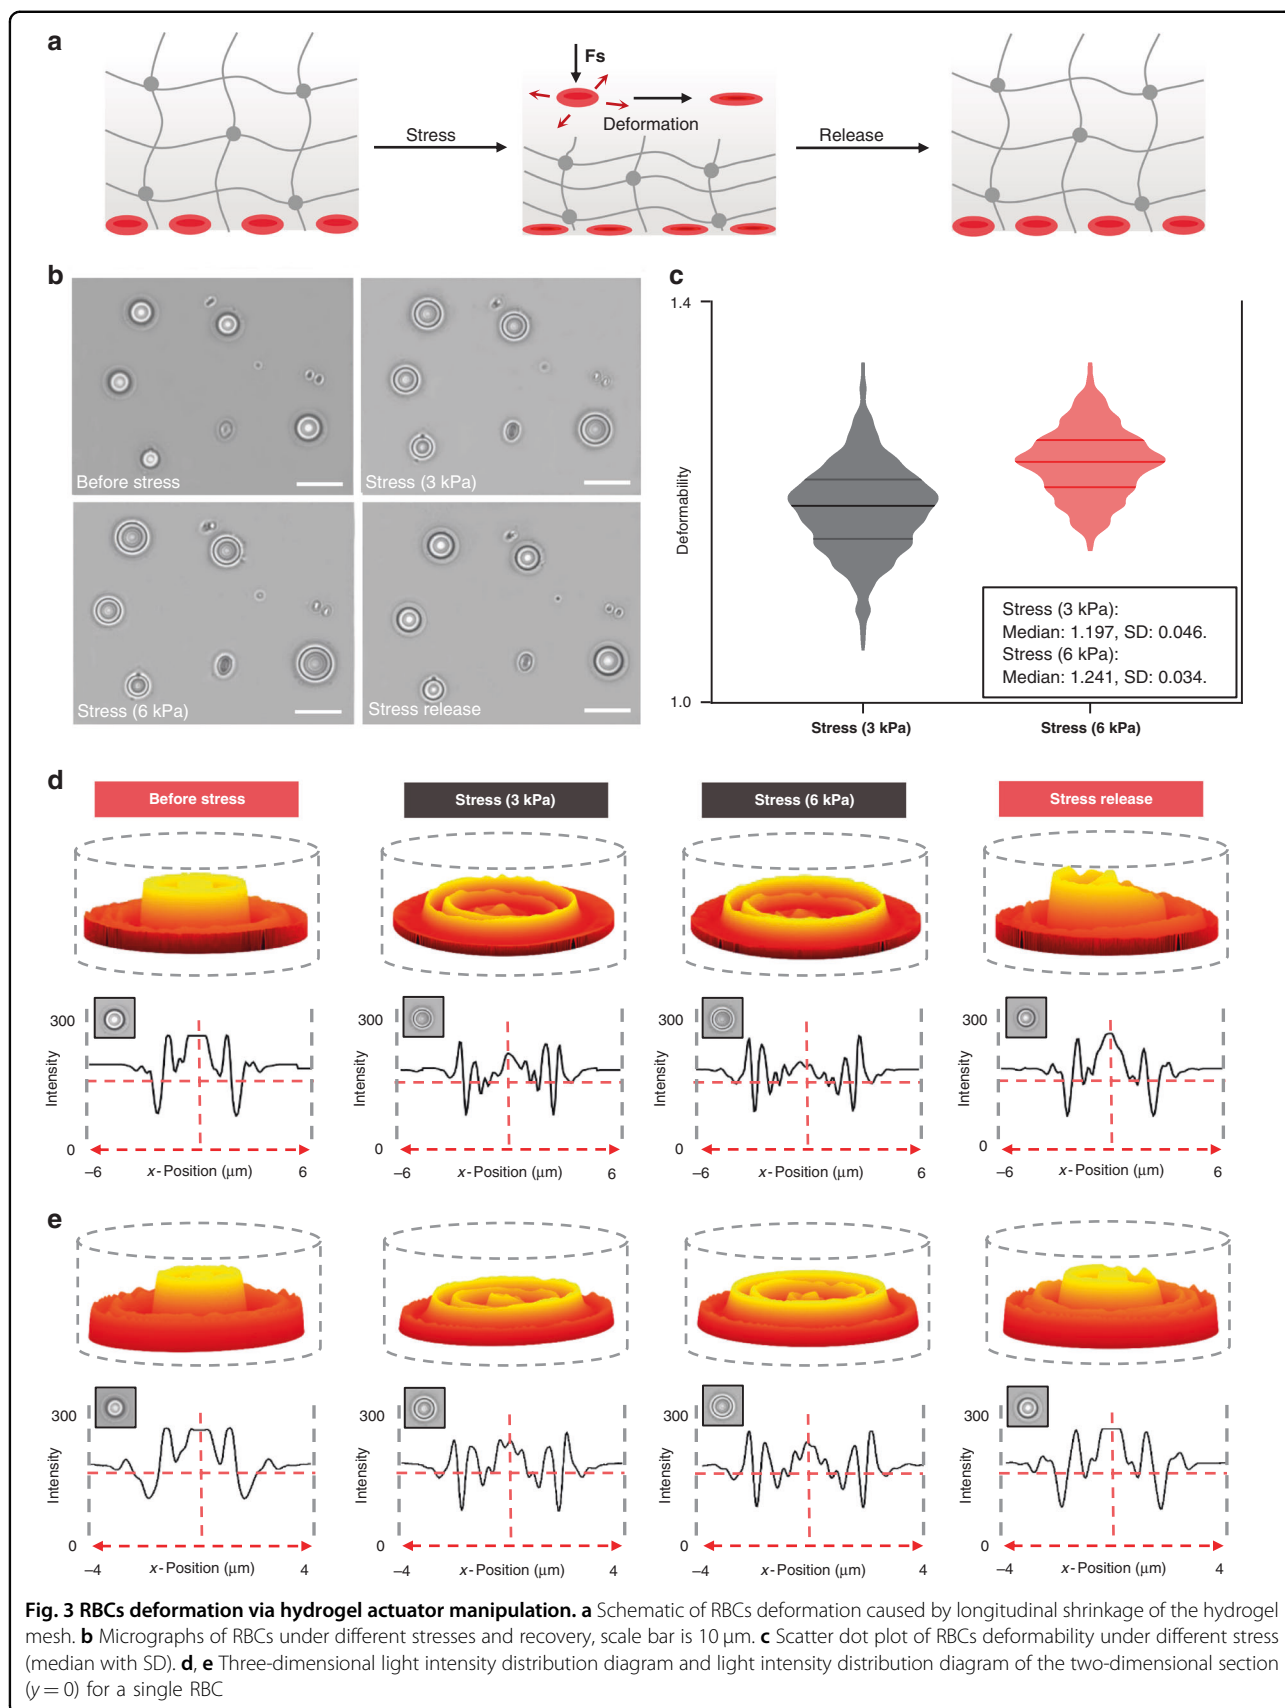 a
Fs
Deformation
Stress
Release
b
Before stress
Stress (3 kPa)
Stress (6 kPa)
Stress release
c
1.4
Deformability
1.0
Stress (3 kPa):
Median: 1.197, SD: 0.046.
Stress (6 kPa):
Median: 1.241, SD: 0.034.
Stress (3 kPa)
Stress (6 kPa)
d
Before stress
Stress (3 kPa)
Stress (6 kPa)
Stress release
300
Intensity
0
–6
x-Position (μm)
6
300
Intensity
0
–6
x-Position (μm)
6
300
Intensity
0
–6
x-Position (μm)
6
300
Intensity
0
–6
x-Position (μm)
6
e
300
Intensity
0
–4
x-Position (μm)
4
300
Intensity
0
–4
x-Position (μm)
4
300
Intensity
0
–4
x-Position (μm)
4
300
Intensity
0
–4
x-Position (μm)
4
Fig. 3 RBCs deformation via hydrogel actuator manipulation. a Schematic of RBCs deformation caused by longitudinal shrinkage of the hydrogel
mesh. b Micrographs of RBCs under different stresses and recovery, scale bar is 10 μm. c Scatter dot plot of RBCs deformability under different stress
(median with SD). d, e Three-dimensional light intensity distribution diagram and light intensity distribution diagram of the two-dimensional section
(y = 0) for a single RBC